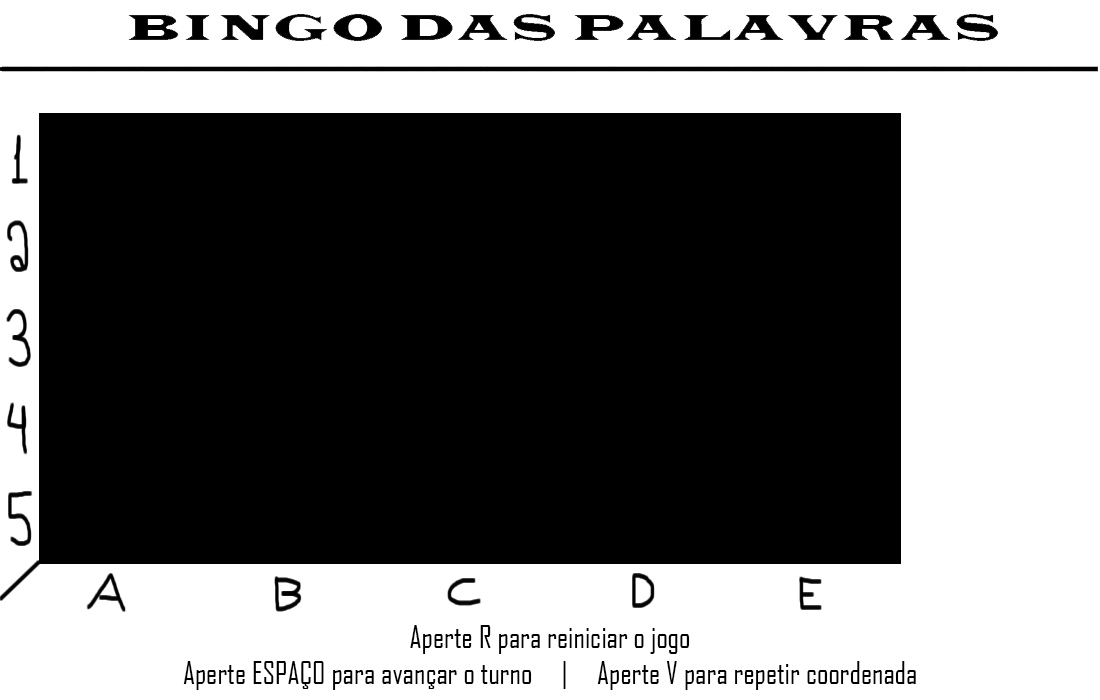 BINGO DAS PALAVRAS
1
2
3
4
5
A B C D E
Aperte R para reiniciar o jogo
Aperte ESPAÇO para avançar o turno | Aperte V para repetir coordenada